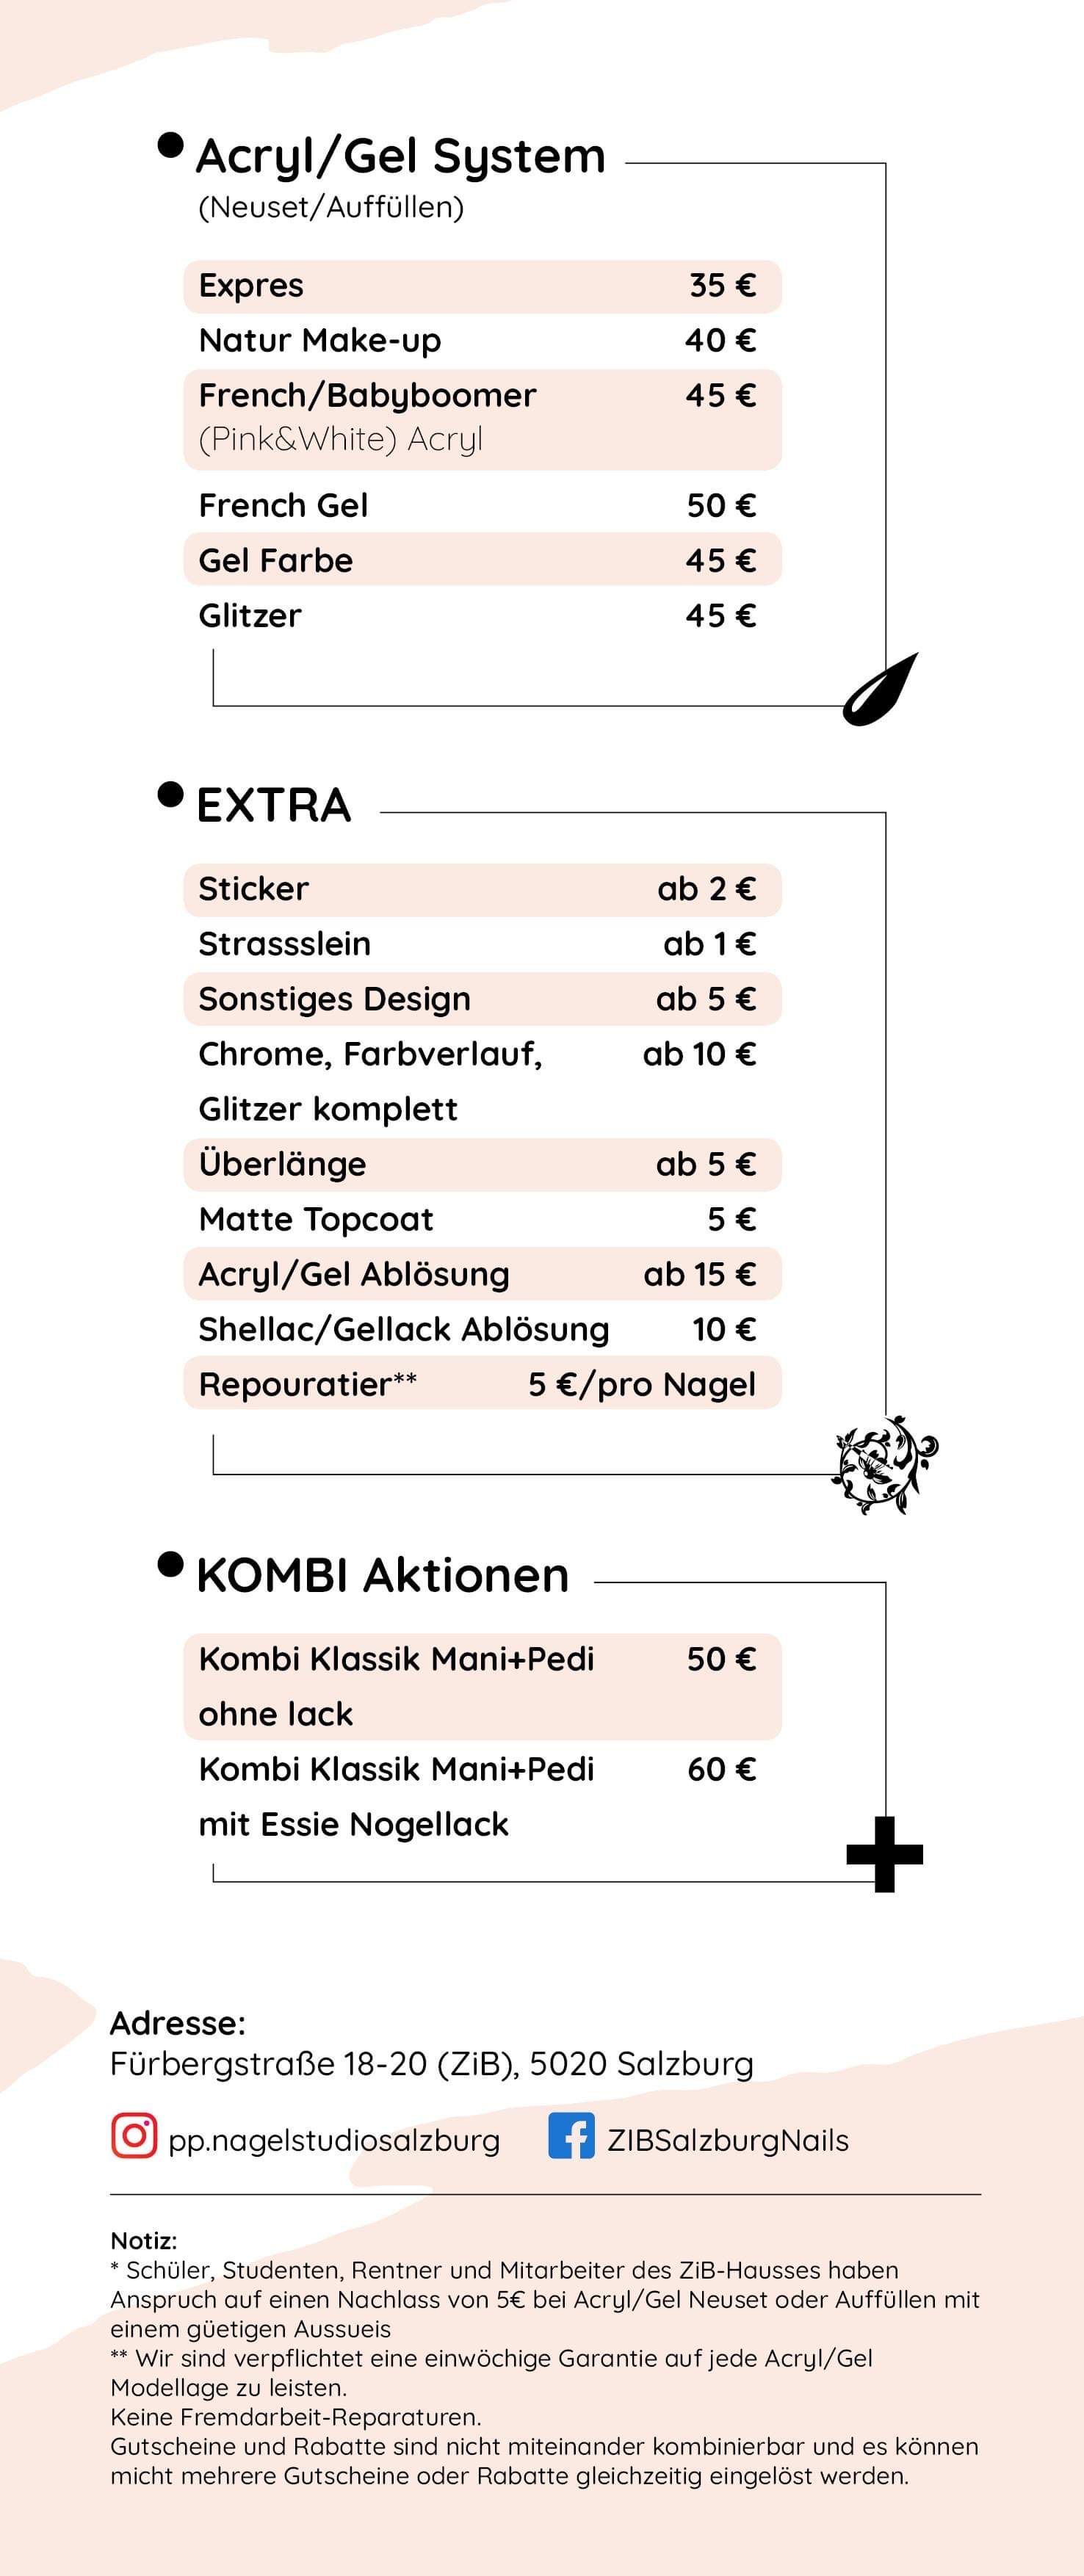 Acryl/Gel System
(Neuset/Auffüllen)
Expres 35 €
Natur Make-up 40 €
French/Babyboomer 45 €
(Pink&White) Acryl
French Gel 50 €
Gel Farbe 45 €
Glitzer 45 €
EXTRA
Sticker ab 2 €
Strassslein ab 1 €
Sonstiges Design ab 5 €
Chrome, Farbverlauf, ab 10 €
Glitzer komplett
Überlänge ab 5 €
Matte Topcoat 5 €
Acryl/Gel Ablösung ab 15 €
Shellac/Gellack Ablösung 10 €
Repouratier** 5 €/pro Nagel
KOMBI Aktionen
Kombi Klassik Mani+Pedi 50 €
ohne lack
Kombi Klassik Mani+Pedi 60 €
mit Essie Nogellack
Adresse:
Fürbergstraße 18-20 (ZiB), 5020 Salzburg
pp.nagelstudiosalzburg ZIBSalzburgNails
Notiz:
* Schüler, Studenten, Rentner und Mitarbeiter des ZiB-Hausses haben
Anspruch auf einen Nachlass von 5€ bei Acryl/Gel Neuset oder Auffüllen mit
einem güetigen Aussueis
** Wir sind verpflichtet eine einwöchige Garantie auf jede Acryl/Gel
Modellage zu leisten.
Keine Fremdarbeit-Reparaturen.
Gutscheine und Rabatte sind nicht miteinander kombinierbar und es können
micht mehrere Gutscheine oder Rabatte gleichzeitig eingelöst werden.